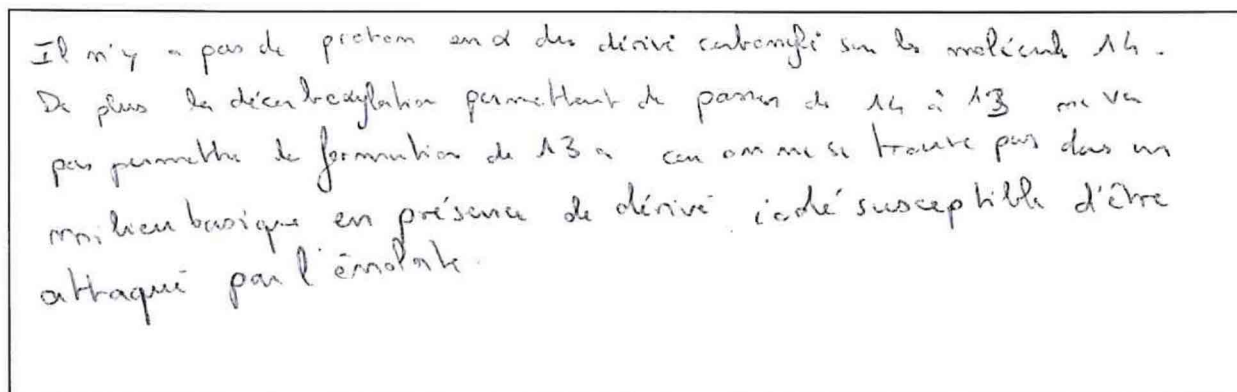 Il n'y a pas de proton en α des dérivé carbonylé sur la molécule 14.
De plus la décarboxylation permettant de passer de 14 à 13 ne va
pas permettre la formation de 13a car on ne se trouve pas dans un
milieu basique en présence de dérivé iodé susceptible d'être
attaqué par l'énolate.